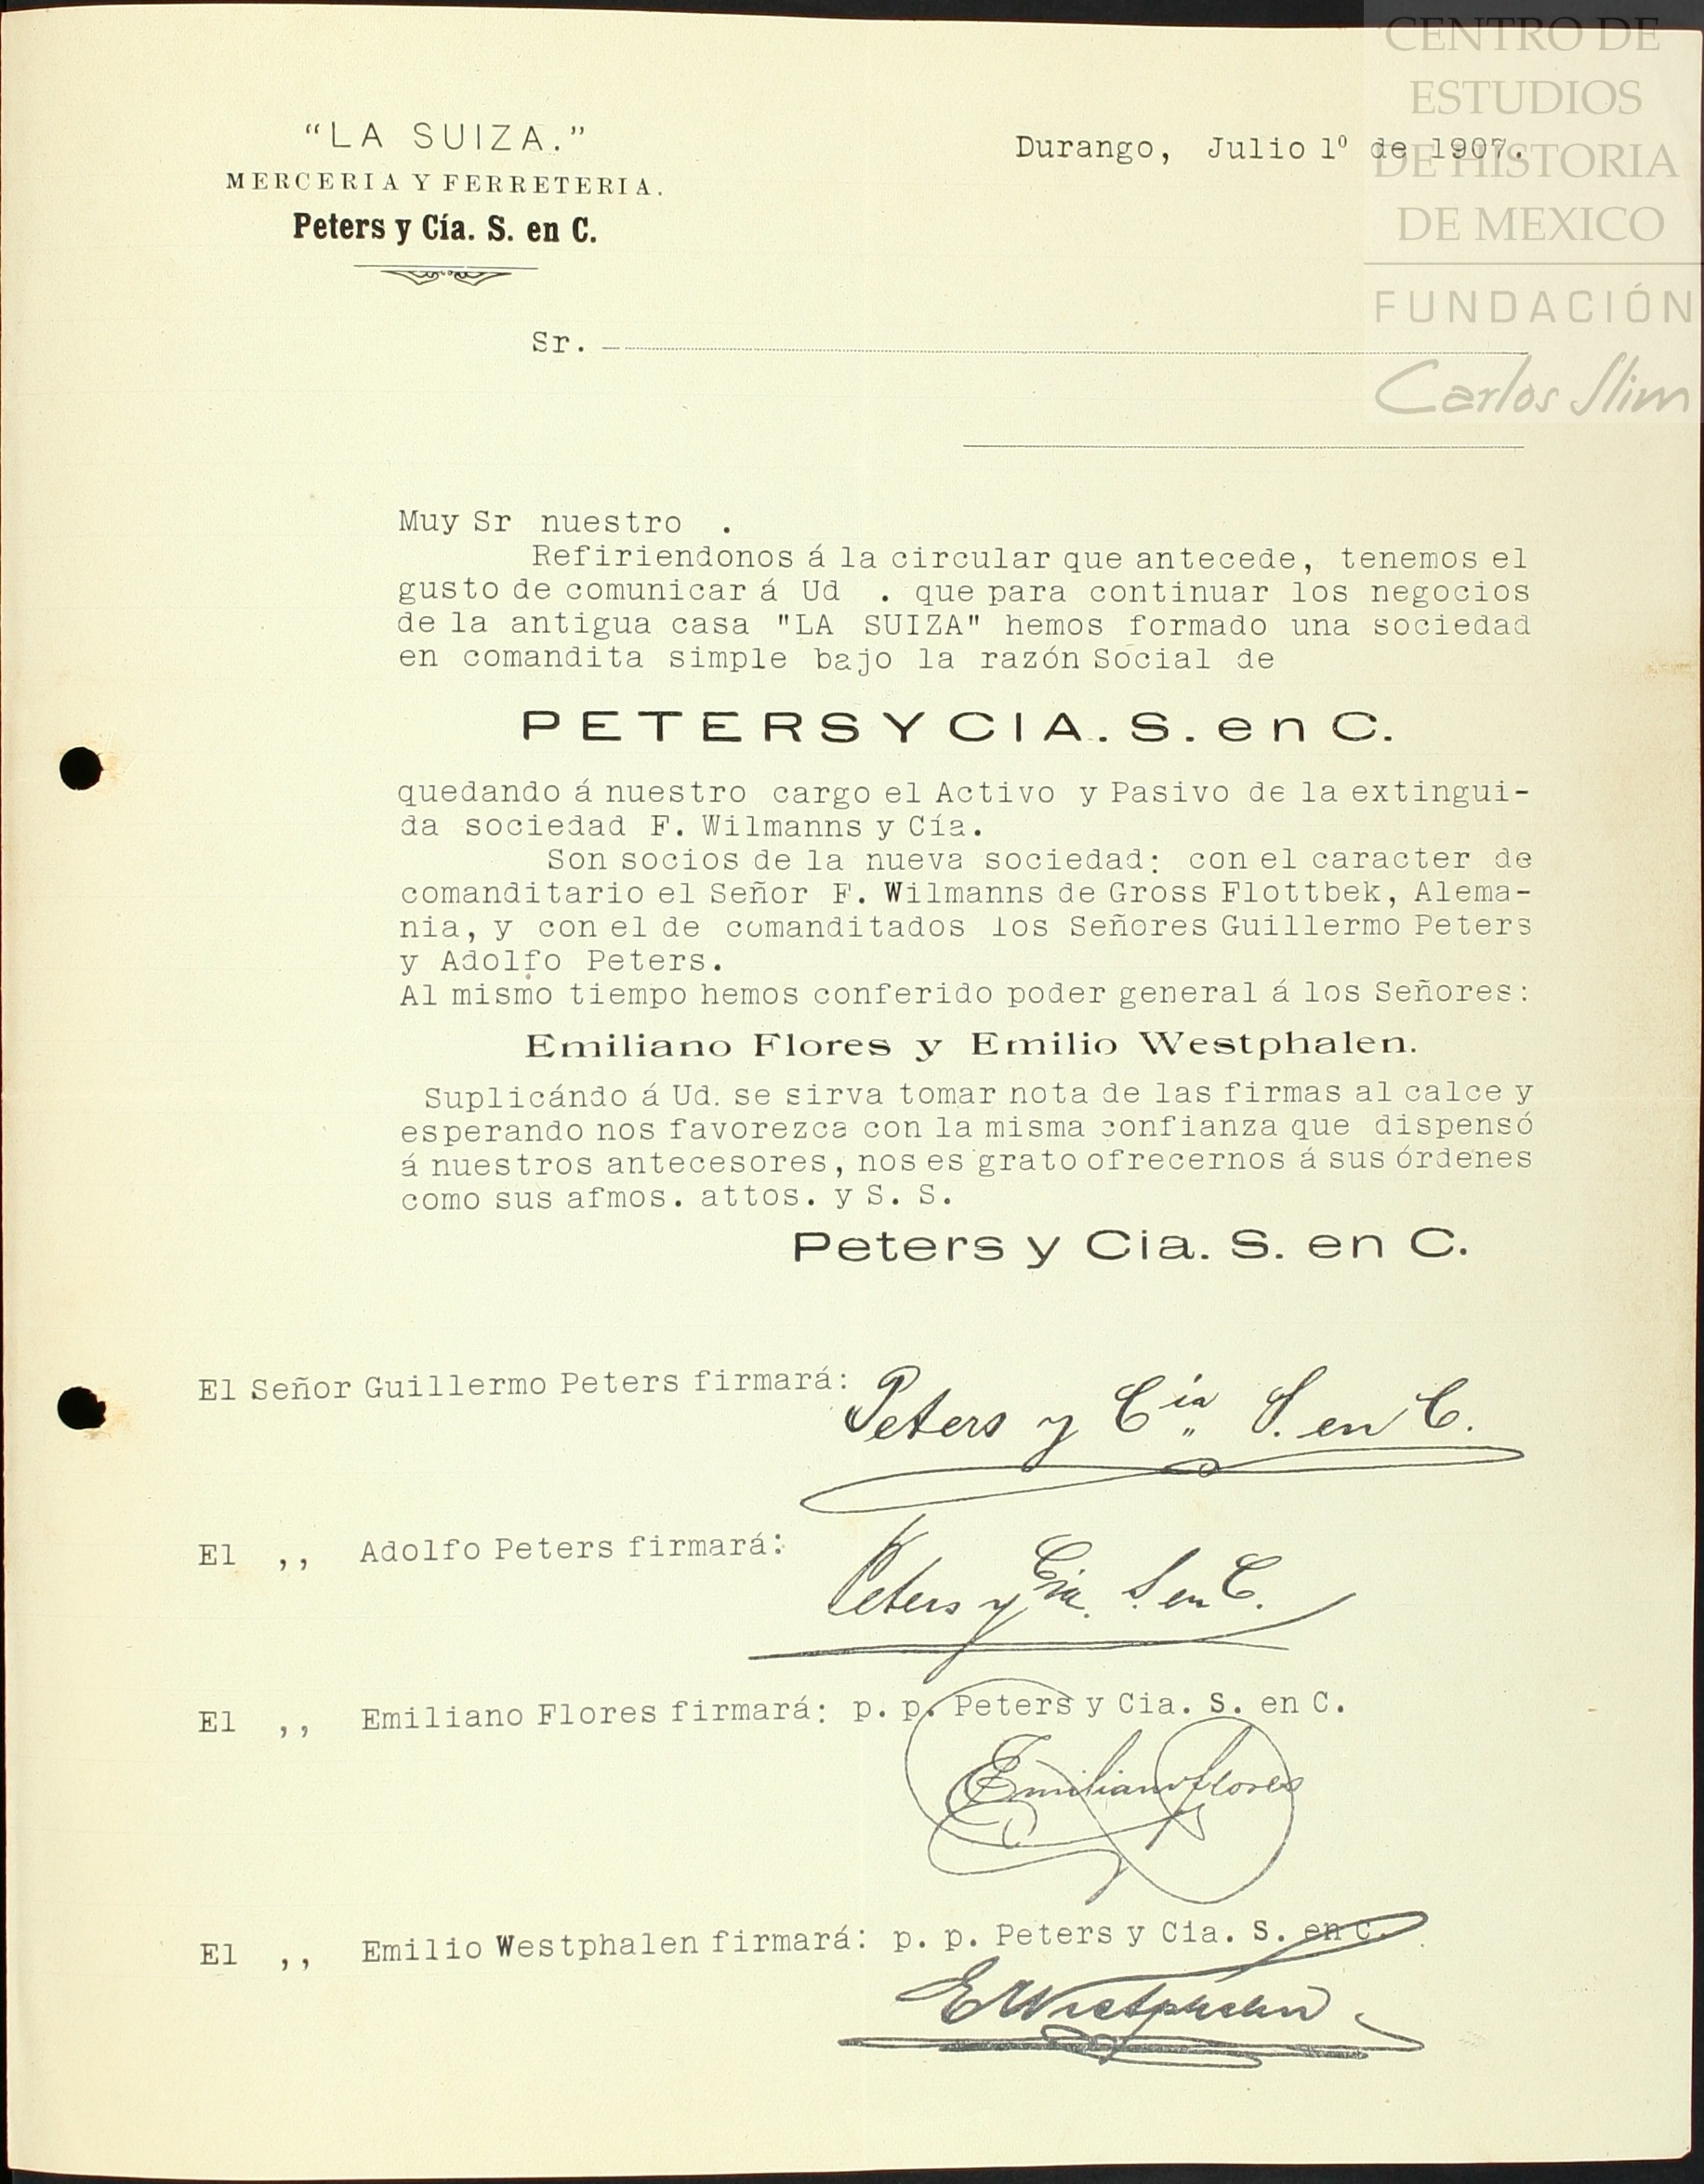 CENTRO DE
ESTUDIOS
DE HISTORIA
DE MEXICO
FUNDACIÓN
Carlos Slim
"LA SUIZA."
MERCERIA Y FERRETERIA.
Peters y Cía. S. en C.
Durango, Julio 1º de 1907.
Sr.
Muy Sr nuestro .
Refiriendonos á la circular que antecede, tenemos el
gusto de comunicar á Ud . que para continuar los negocios
de la antigua casa "LA SUIZA" hemos formado una sociedad
en comandita simple bajo la razón Social de
PETERS Y CIA. S. en C.
quedando á nuestro cargo el Activo y Pasivo de la extingui-
da sociedad F. Wilmanns y Cía.
Son socios de la nueva sociedad: con el caracter de
comanditario el Señor F. Wilmanns de Gross Flottbek, Alema-
nia, y con el de comanditados los Señores Guillermo Peters
y Adolfo Peters.
Al mismo tiempo hemos conferido poder general á los Señores:
Emiliano Flores y Emilio Westphalen.
Suplicándo á Ud. se sirva tomar nota de las firmas al calce y
esperando nos favorezca con la misma confianza que dispensó
á nuestros antecesores, nos es grato ofrecernos á sus órdenes
como sus afmos. attos. y S. S.
Peters y Cia. S. en C.
El Señor Guillermo Peters firmará: Peters y Cía. S. en C.
El ,, Adolfo Peters firmará: Peters y Cia. S. en C.
El ,, Emiliano Flores firmará: p. p. Peters y Cia. S. en C.
Emiliano Flores
El ,, Emilio Westphalen firmará: p. p. Peters y Cia. S. en C.
E Westphalen